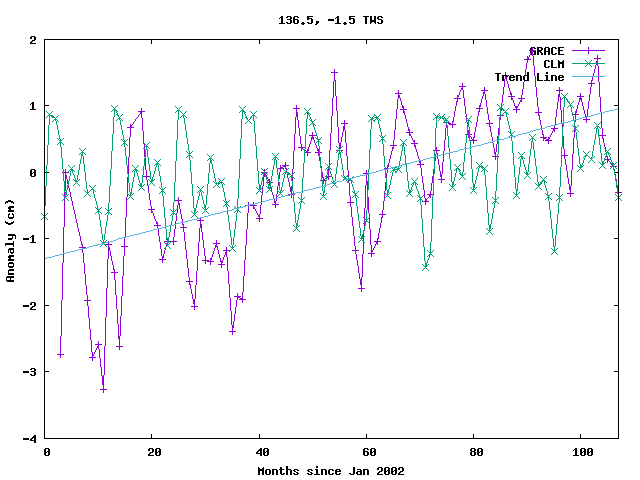 136.5, -1.5 TWS
GRACE
CLM
Trend Line
2
1
0
-1
-2
-3
-4
Anomaly (cm)
0 20 40 60 80 100
Months since Jan 2002